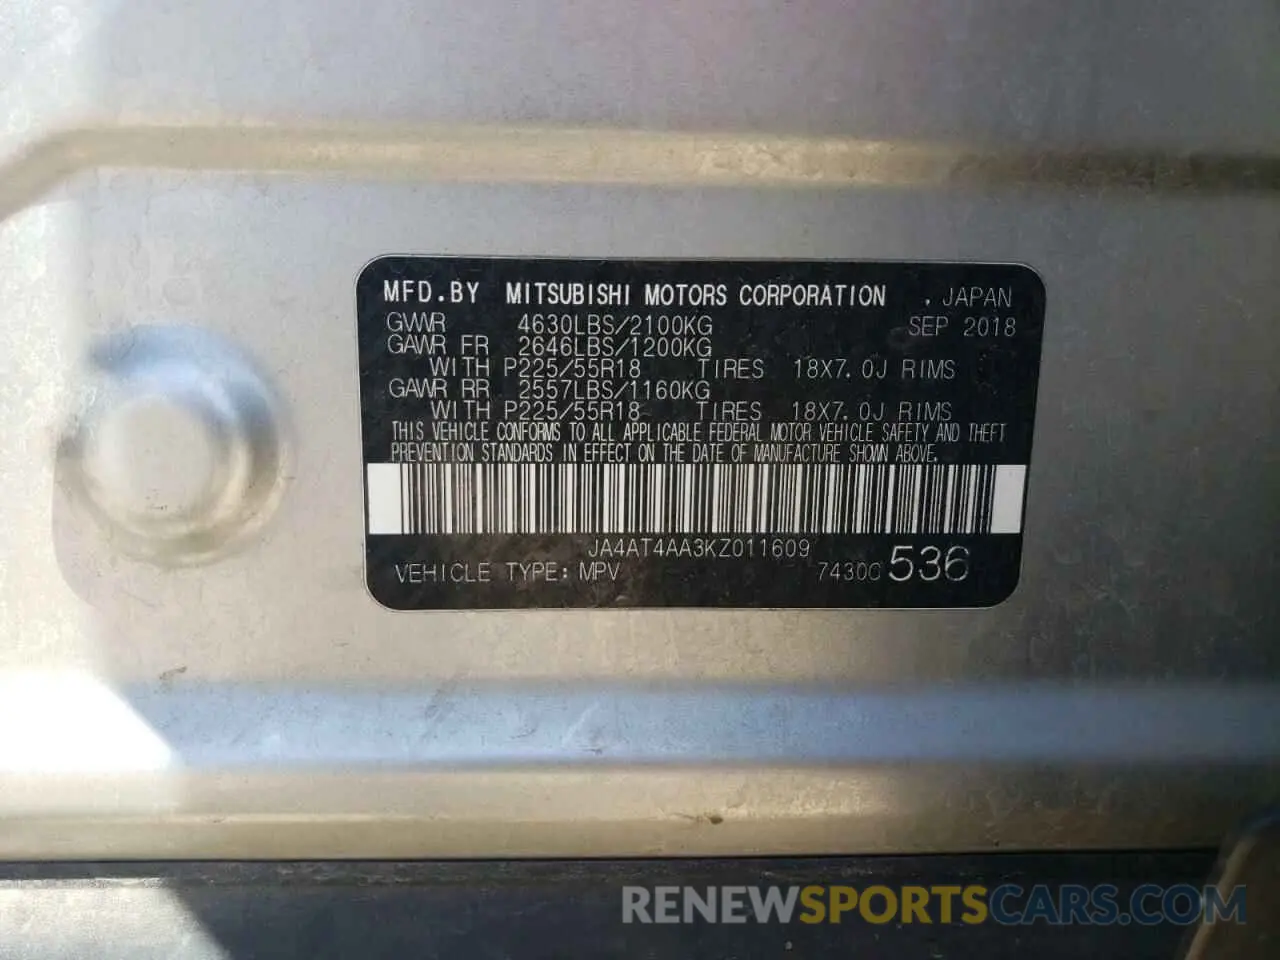 MFD.BY MITSUBISHI MOTORS CORPORATION . JAPAN
GVWR 4630LBS/2100KG SEP 2018
GAWR FR 2646LBS/1200KG
WITH P225/55R18 TIRES 18X7.0J RIMS
GAWR RR 2557LBS/1160KG
WITH P225/55R18 TIRES 18X7.0J RIMS
THIS VEHICLE CONFORMS TO ALL APPLICABLE FEDERAL MOTOR VEHICLE SAFETY AND THEFT
PREVENTION STANDARDS IN EFFECT ON THE DATE OF MANUFACTURE SHOWN ABOVE.
JA4AT4AA3KZ011609
VEHICLE TYPE: MPV 74300 536
RENEWSPORTSCARS.COM